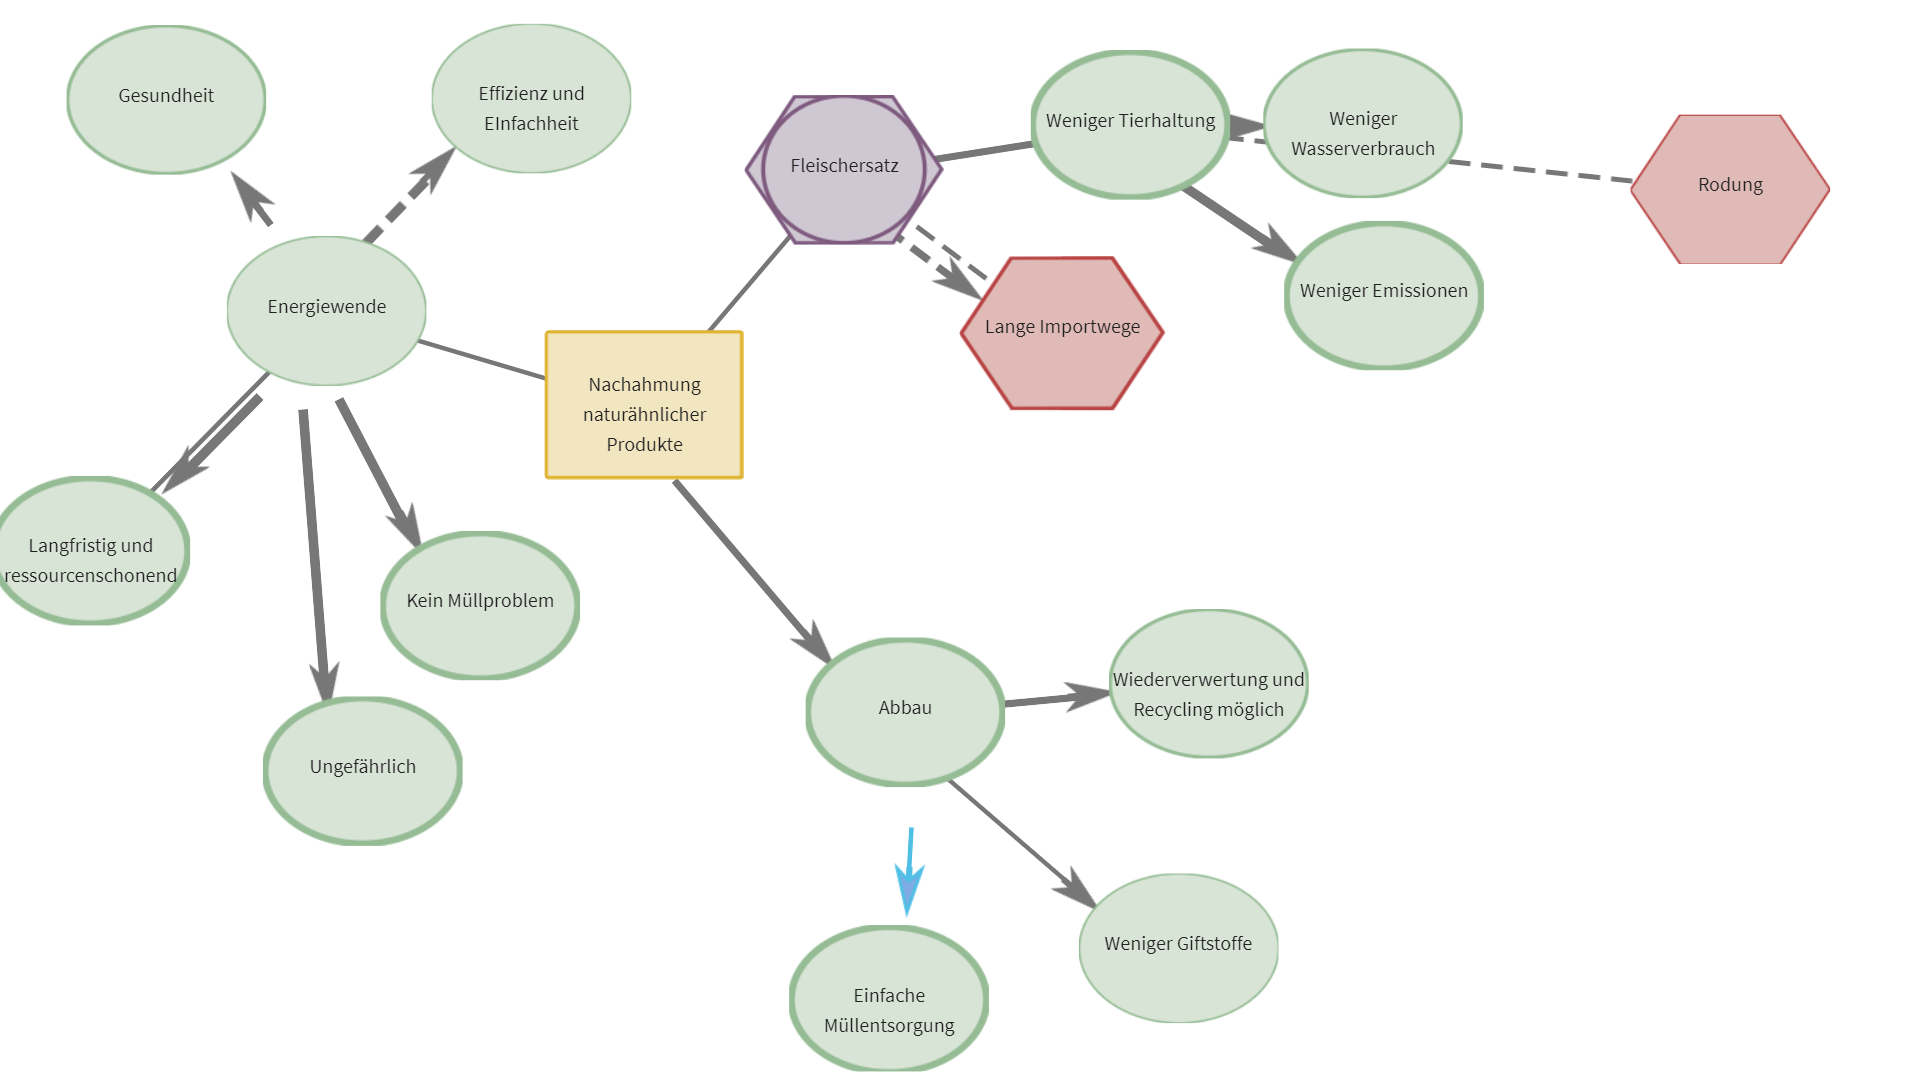 Gesundheit
Effizienz und
EInfachheit
Fleischersatz
Weniger Tierhaltung
Weniger
Wasserverbrauch
Rodung
Energiewende
Weniger Emissionen
Lange Importwege
Nachahmung
naturähnlicher
Produkte
Langfristig und
ressourcenschonend
Kein Müllproblem
Ungefährlich
Abbau
Wiederverwertung und
Recycling möglich
Weniger Giftstoffe
Einfache
Müllentsorgung